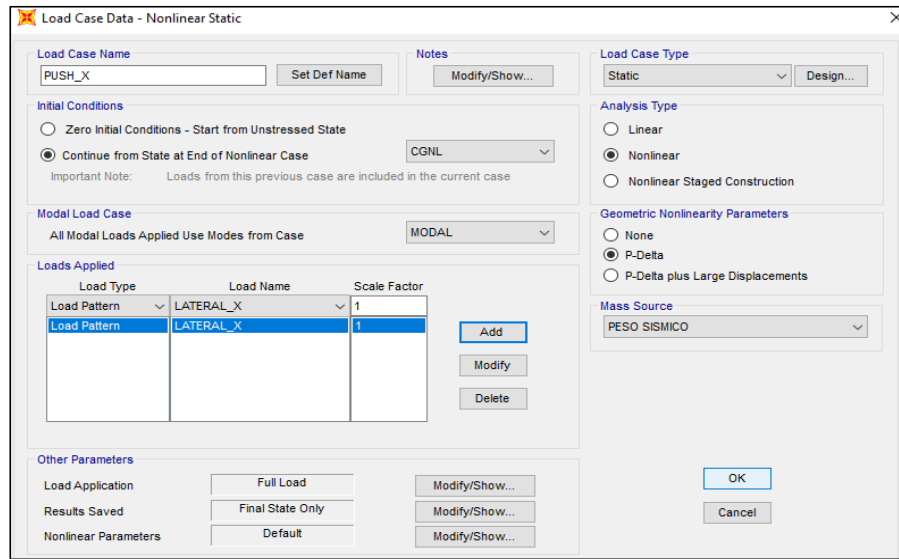 Load Case Data - Nonlinear Static
Load Case Name
PUSH_X
Set Def Name
Notes
Modify/Show...
Load Case Type
Static
Design...
Initial Conditions
Zero Initial Conditions - Start from Unstressed State
Continue from State at End of Nonlinear Case
CGNL
Important Note: Loads from this previous case are included in the current case
Analysis Type
Linear
Nonlinear
Nonlinear Staged Construction
Modal Load Case
All Modal Loads Applied Use Modes from Case
MODAL
Geometric Nonlinearity Parameters
None
P-Delta
P-Delta plus Large Displacements
Loads Applied
Load Type Load Name Scale Factor
Load Pattern LATERAL_X 1
Load Pattern LATERAL_X 1
Add
Modify
Delete
Mass Source
PESO SISMICO
Other Parameters
Load Application Full Load Modify/Show...
Results Saved Final State Only Modify/Show...
Nonlinear Parameters Default Modify/Show...
OK
Cancel